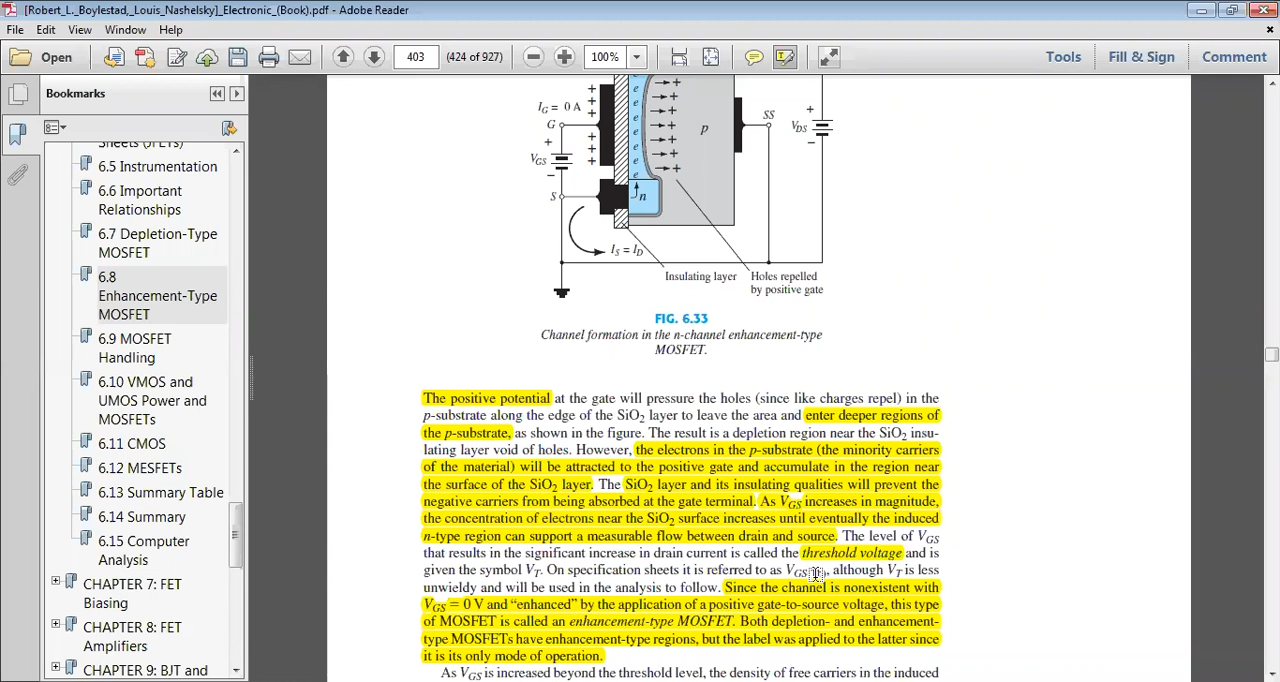 [Robert_L._Boylestad,_Louis_Nashelsky]_Electronic_(Book).pdf - Adobe Reader
File Edit View Window Help
Open 403 (424 of 927) 100% Tools Fill & Sign Comment
Bookmarks
Sheets (JFETs)
6.5 Instrumentation
6.6 Important
Relationships
6.7 Depletion-Type
MOSFET
6.8
Enhancement-Type
MOSFET
6.9 MOSFET
Handling
6.10 VMOS and
UMOS Power and
MOSFETs
6.11 CMOS
6.12 MESFETs
6.13 Summary Table
6.14 Summary
6.15 Computer
Analysis
CHAPTER 7: FET
Biasing
CHAPTER 8: FET
Amplifiers
CHAPTER 9: BJT and
I_G = 0 A
G
V_GS
S
+
+
+
+
+
+
+
−
e
e
e
e
e
e
e
n
+
+
+
+
+
+
+
p
SS
V_DS
+
−
I_S = I_D
Insulating layer
Holes repelled
by positive gate
FIG. 6.33
Channel formation in the n-channel enhancement-type
MOSFET.
The positive potential at the gate will pressure the holes (since like charges repel) in the
p-substrate along the edge of the SiO2 layer to leave the area and enter deeper regions of
the p-substrate, as shown in the figure. The result is a depletion region near the SiO2 insu-
lating layer void of holes. However, the electrons in the p-substrate (the minority carriers
of the material) will be attracted to the positive gate and accumulate in the region near
the surface of the SiO2 layer. The SiO2 layer and its insulating qualities will prevent the
negative carriers from being absorbed at the gate terminal. As VGS increases in magnitude,
the concentration of electrons near the SiO2 surface increases until eventually the induced
n-type region can support a measurable flow between drain and source. The level of VGS
that results in the significant increase in drain current is called the threshold voltage and is
given the symbol VT. On specification sheets it is referred to as VGS, although VT is less
unwieldy and will be used in the analysis to follow. Since the channel is nonexistent with
VGS = 0 V and “enhanced” by the application of a positive gate-to-source voltage, this type
of MOSFET is called an enhancement-type MOSFET. Both depletion- and enhancement-
type MOSFETs have enhancement-type regions, but the label was applied to the latter since
it is its only mode of operation.
As VGS is increased beyond the threshold level, the density of free carriers in the induced